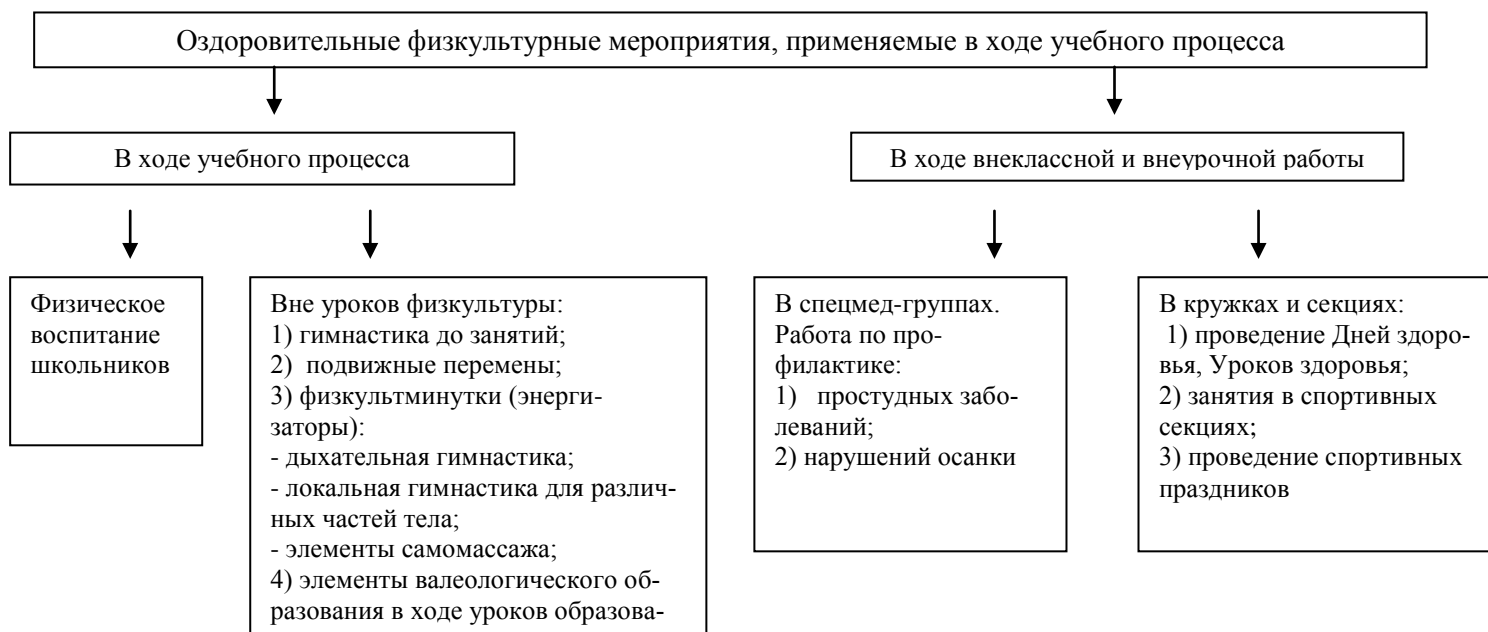 Оздоровительные физкультурные мероприятия, применяемые в ходе учебного процесса
В ходе учебного процесса
В ходе внеклассной и внеурочной работы
Физическое
воспитание
школьников
Вне уроков физкультуры:
1) гимнастика до занятий;
2) подвижные перемены;
3) физкультминутки (энерги-
заторы):
- дыхательная гимнастика;
- локальная гимнастика для различ-
ных частей тела;
- элементы самомассажа;
4) элементы валеологического об-
разования в ходе уроков образова-
В спецмед-группах.
Работа по про-
филактике:
1) простудных забо-
леваний;
2) нарушений осанки
В кружках и секциях:
1) проведение Дней здоро-
вья, Уроков здоровья;
2) занятия в спортивных
секциях;
3) проведение спортивных
праздников